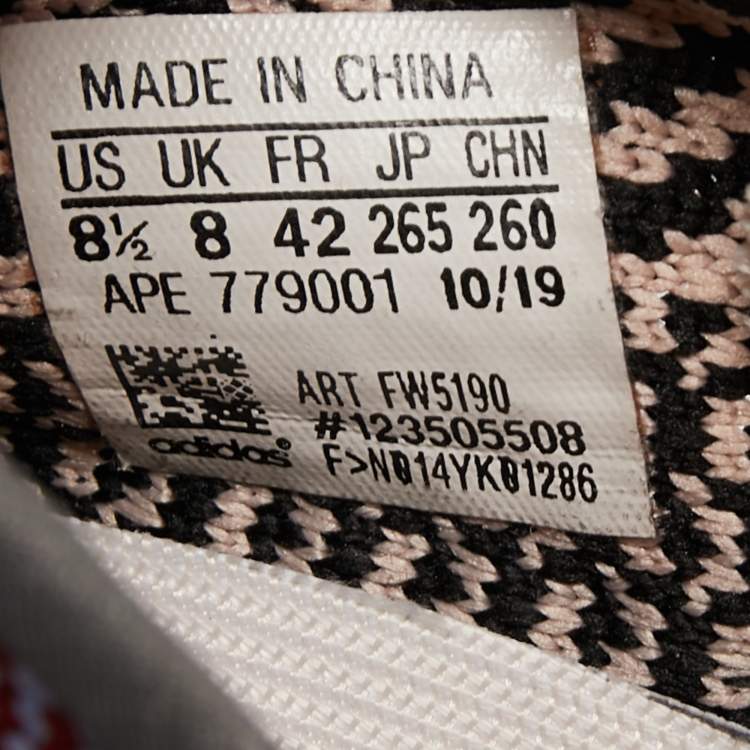 MADE IN CHINA
US UK FR JP CHN
8½ 8 42 265 260
APE 779001 10/19
ART FW5190
#123505508
adidas®
F>N014YK01286